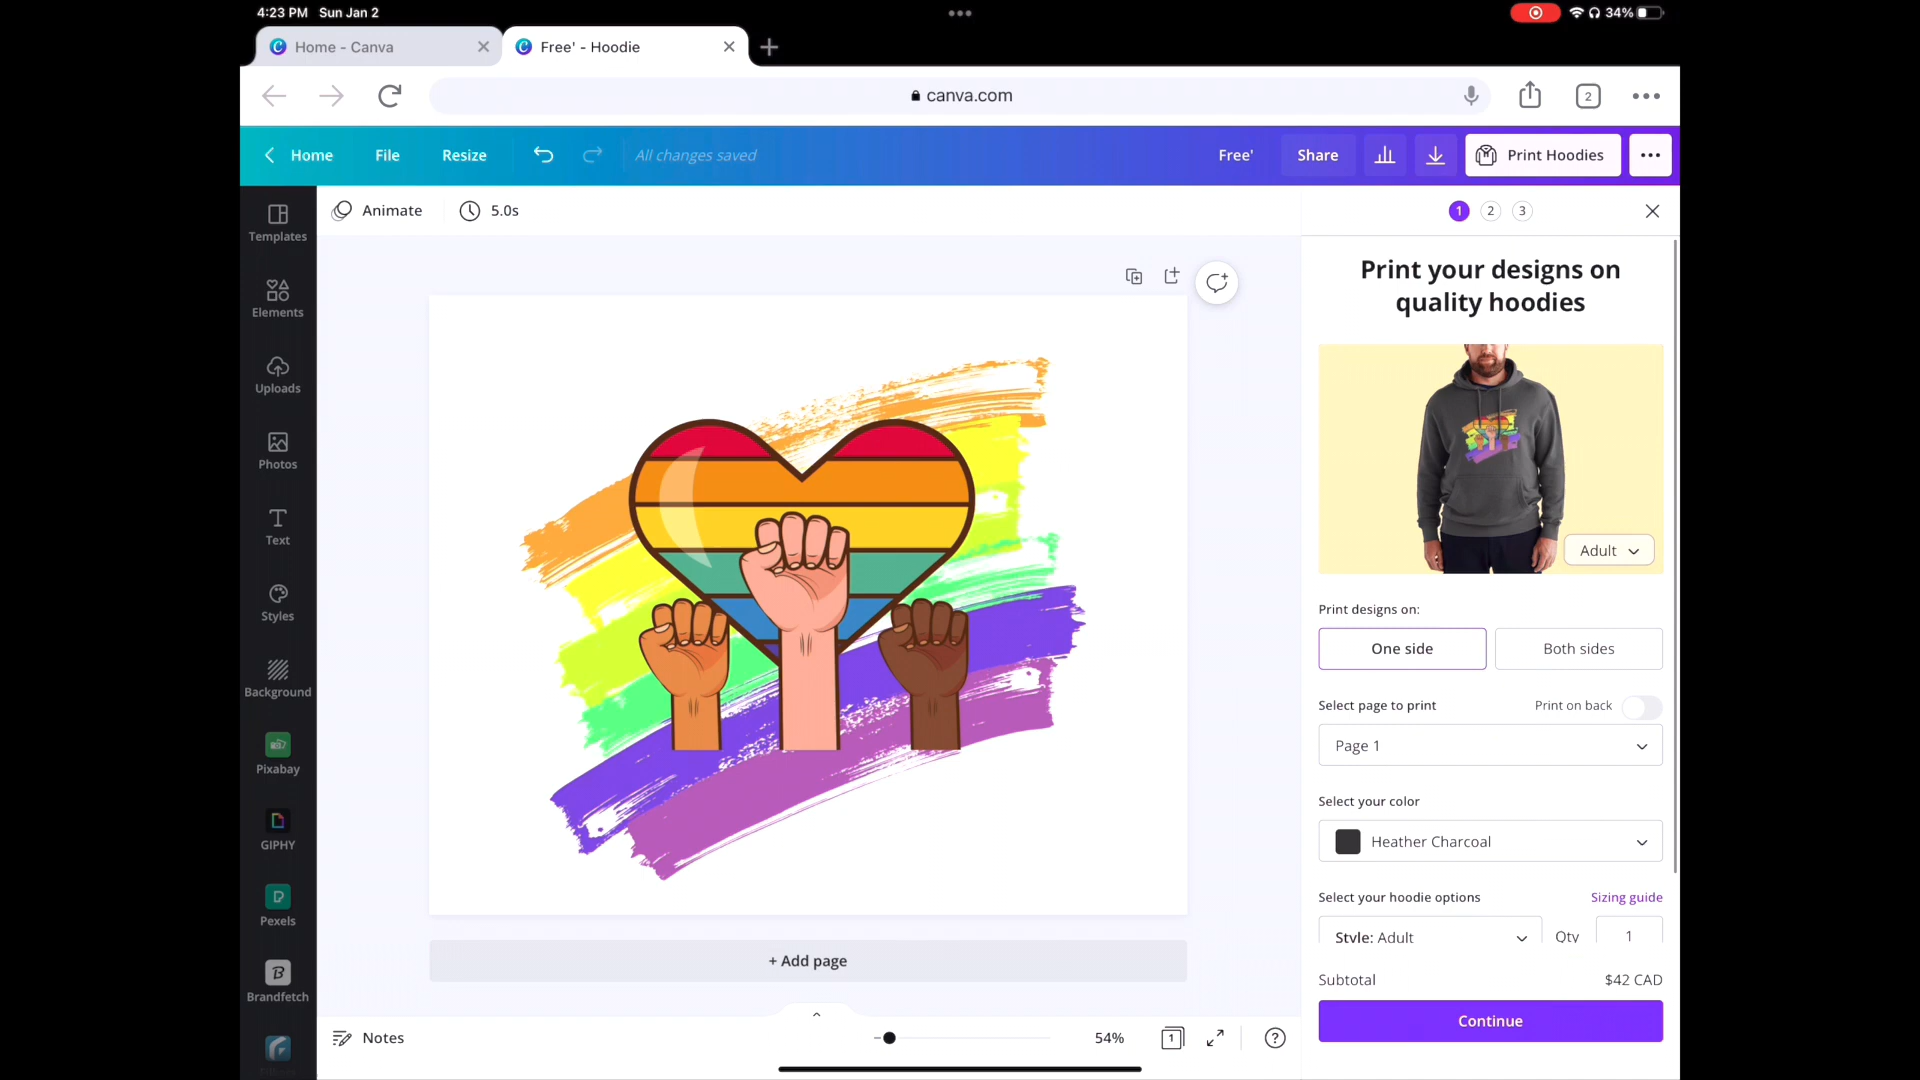 4:23 PM Sun Jan 2
34%
Home - Canva
Free' - Hoodie
canva.com
2
Home
File
Resize
All changes saved
Free'
Share
Print Hoodies
Templates
Elements
Uploads
Photos
Text
Styles
Background
Pixabay
GIPHY
Pexels
Brandfetch
Animate
5.0s
+ Add page
Notes
54%
1
?
1 2 3
Print your designs on
quality hoodies
Adult
Print designs on:
One side
Both sides
Select page to print
Print on back
Page 1
Select your color
Heather Charcoal
Select your hoodie options
Sizing guide
Style: Adult
Qty
1
Subtotal
$42 CAD
Continue